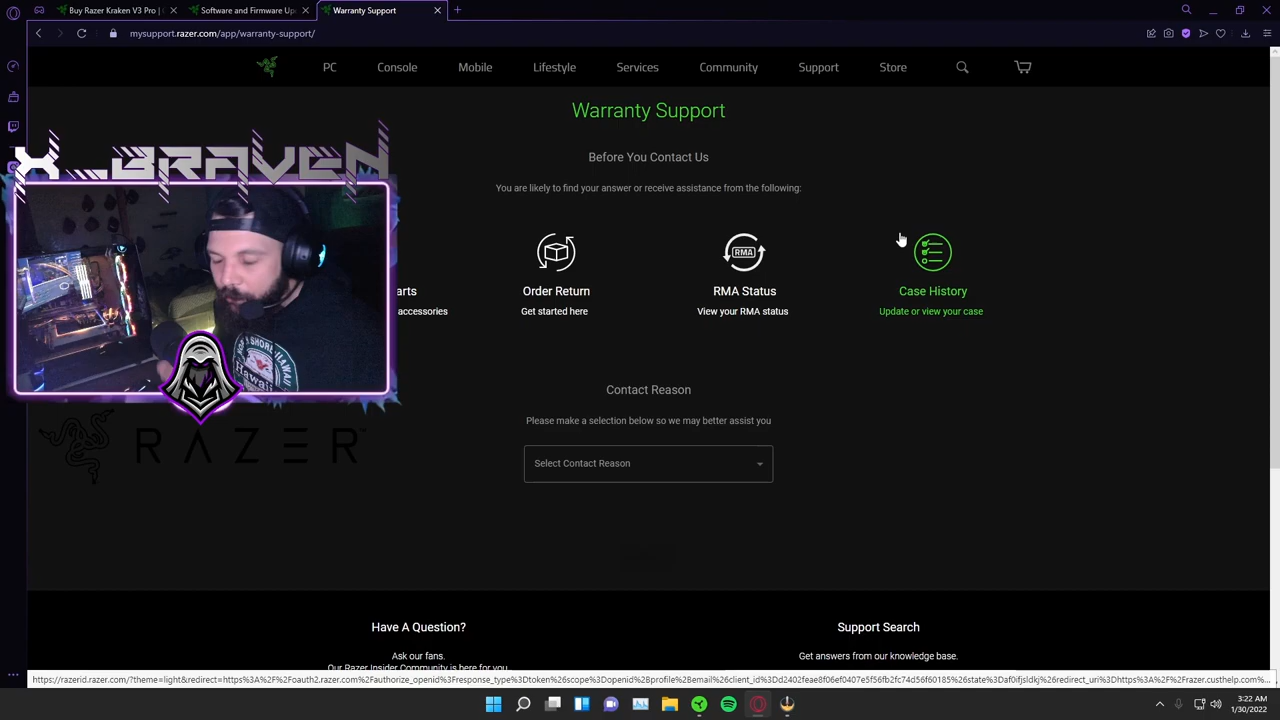 Buy Razer Kraken V3 Pro | (
Software and Firmware Up
Warranty Support
mysupport.razer.com/app/warranty-support/
PC Console Mobile Lifestyle Services Community Support Store
Warranty Support
Before You Contact Us
You are likely to find your answer or receive assistance from the following:
X_BRAVEN
arts
accessories
Order Return
Get started here
RMA
RMA Status
View your RMA status
Case History
Update or view your case
Contact Reason
Please make a selection below so we may better assist you
Select Contact Reason
RAZER™
Hawaii
Have A Question?
Ask our fans.
Our Razer Insider Community is here for you.
Support Search
Get answers from our knowledge base.
3:22 AM
1/30/2022